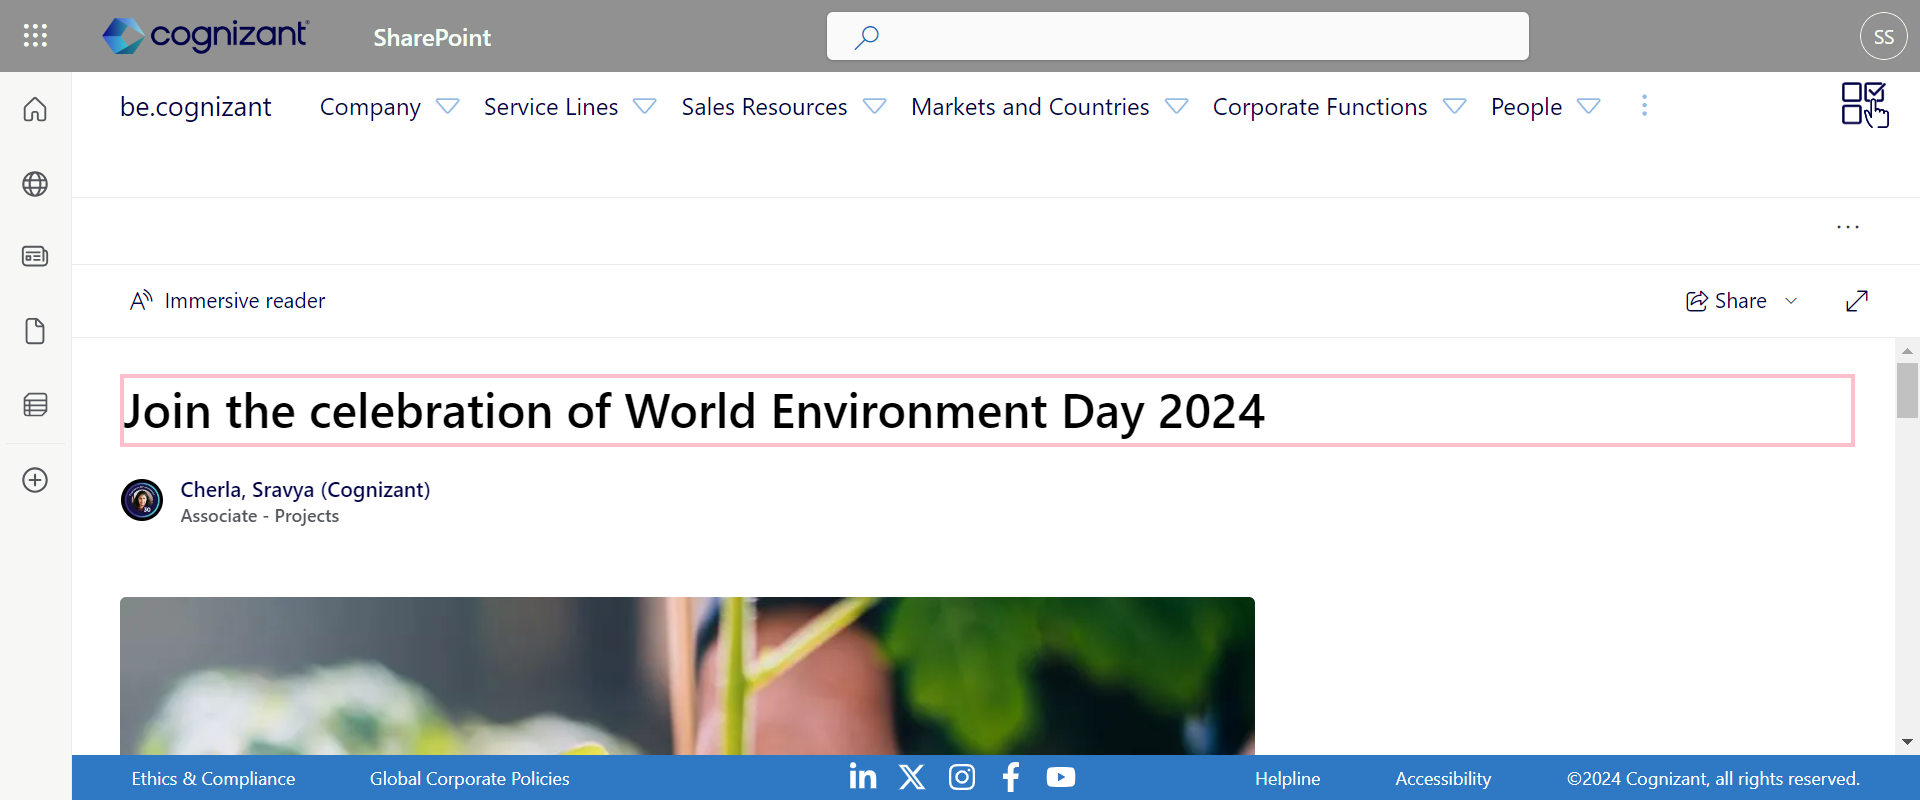 cognizant
SharePoint
SS
be.cognizant
Company
Service Lines
Sales Resources
Markets and Countries
Corporate Functions
People
Immersive reader
Share
Join the celebration of World Environment Day 2024
Cherla, Sravya (Cognizant)
Associate - Projects
Ethics & Compliance
Global Corporate Policies
Helpline
Accessibility
©2024 Cognizant, all rights reserved.